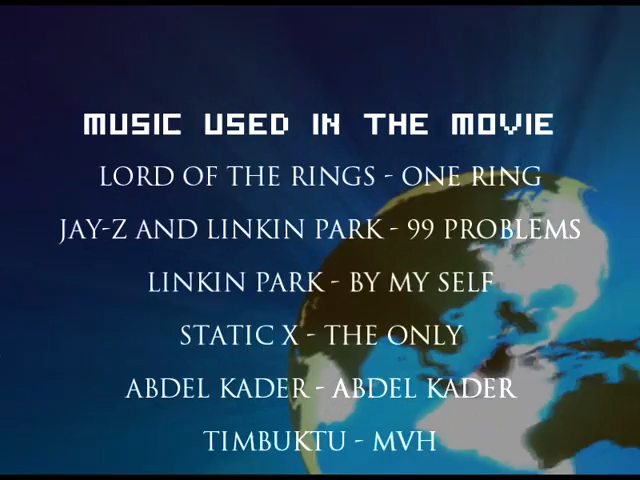 MUSIC USED IN THE MOVIE
LORD OF THE RINGS - ONE RING
JAY-Z AND LINKIN PARK - 99 PROBLEMS
LINKIN PARK - BY MY SELF
STATIC X - THE ONLY
ABDEL KADER - ABDEL KADER
TIMBUKTU - MVH